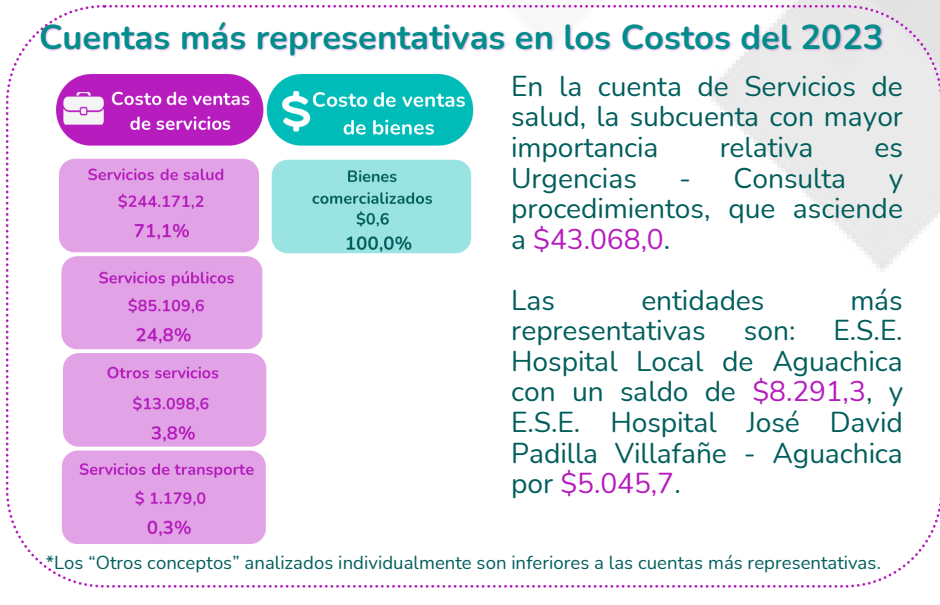 Cuentas más representativas en los Costos del 2023
Costo de ventas
de servicios
Servicios de salud
$244.171,2
71,1%
Servicios públicos
$85.109,6
24,8%
Otros servicios
$13.098,6
3,8%
Servicios de transporte
$ 1.179,0
0,3%
$ Costo de ventas
de bienes
Bienes
comercializados
$0,6
100,0%
En la cuenta de Servicios de
salud, la subcuenta con mayor
importancia relativa es
Urgencias - Consulta y
procedimientos, que asciende
a $43.068,0.
Las entidades más
representativas son: E.S.E.
Hospital Local de Aguachica
con un saldo de $8.291,3, y
E.S.E. Hospital José David
Padilla Villafañe - Aguachica
por $5.045,7.
*Los “Otros conceptos” analizados individualmente son inferiores a las cuentas más representativas.